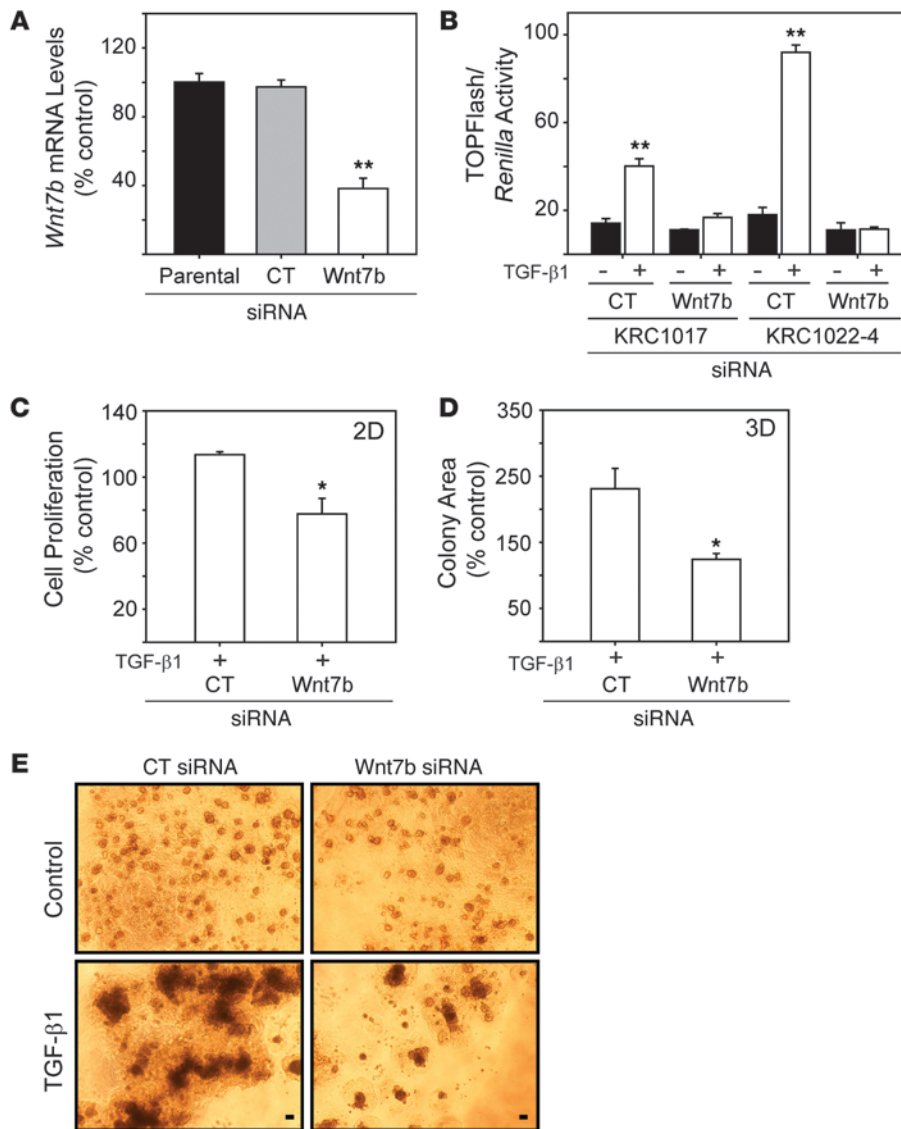 A
Wnt7b mRNA Levels
(% control)
120
80
40
Parental CT Wnt7b
siRNA
B
TOPFlash/
Renilla Activity
100
60
20
**
**
**
TGF-β1 - + - + - + - +
CT Wnt7b CT Wnt7b
KRC1017 KRC1022-4
siRNA
C
Cell Proliferation
(% control)
140
100
60
20
2D
*
TGF-β1 + +
CT Wnt7b
siRNA
D
Colony Area
(% control)
350
250
150
50
3D
*
TGF-β1 + +
CT Wnt7b
siRNA
E
CT siRNA Wnt7b siRNA
Control
TGF-β1